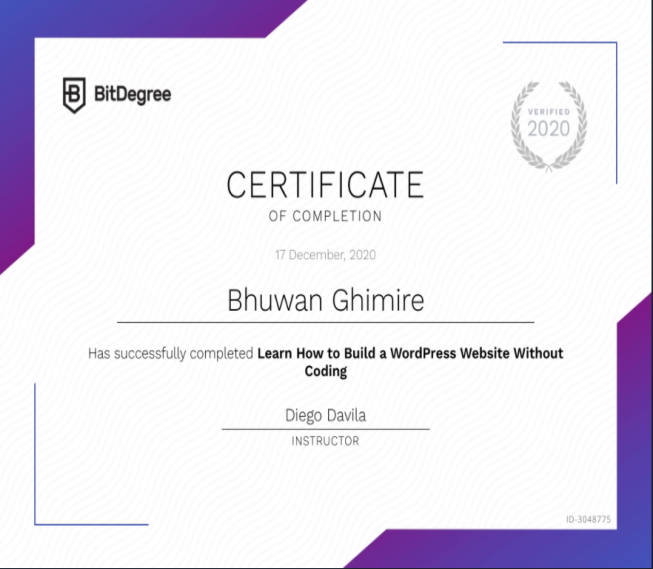 BitDegree
VERIFIED
2020
CERTIFICATE
OF COMPLETION
17 December, 2020
Bhuwan Ghimire
Has successfully completed Learn How to Build a WordPress Website Without
Coding
Diego Davila
INSTRUCTOR
ID-3048775